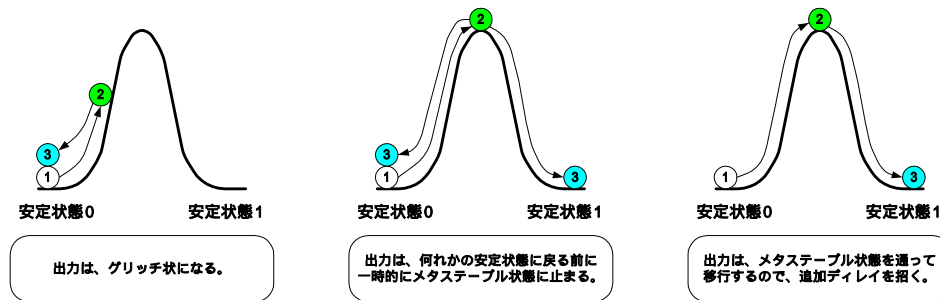 2
3
1
安定状態0
安定状態1
出力は、グリッチ状になる。
2
3
1
3
安定状態0
安定状態1
出力は、何れかの安定状態に戻る前に
一時的にメタステーブル状態に止まる。
2
1
3
安定状態0
安定状態1
出力は、メタステーブル状態を通って
移行するので、追加ディレイを招く。